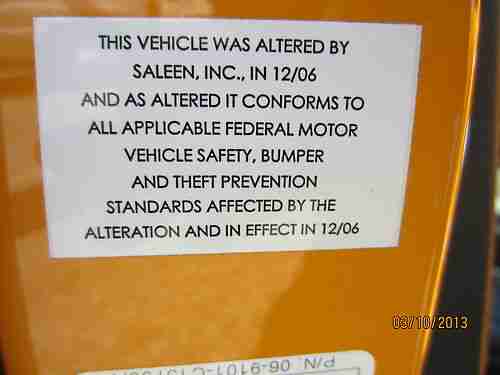 THIS VEHICLE WAS ALTERED BY
SALEEN, INC., IN 12/06
AND AS ALTERED IT CONFORMS TO
ALL APPLICABLE FEDERAL MOTOR
VEHICLE SAFETY, BUMPER
AND THEFT PREVENTION
STANDARDS AFFECTED BY THE
ALTERATION AND IN EFFECT IN 12/06
03/10/2013
P/N: 06-9101-